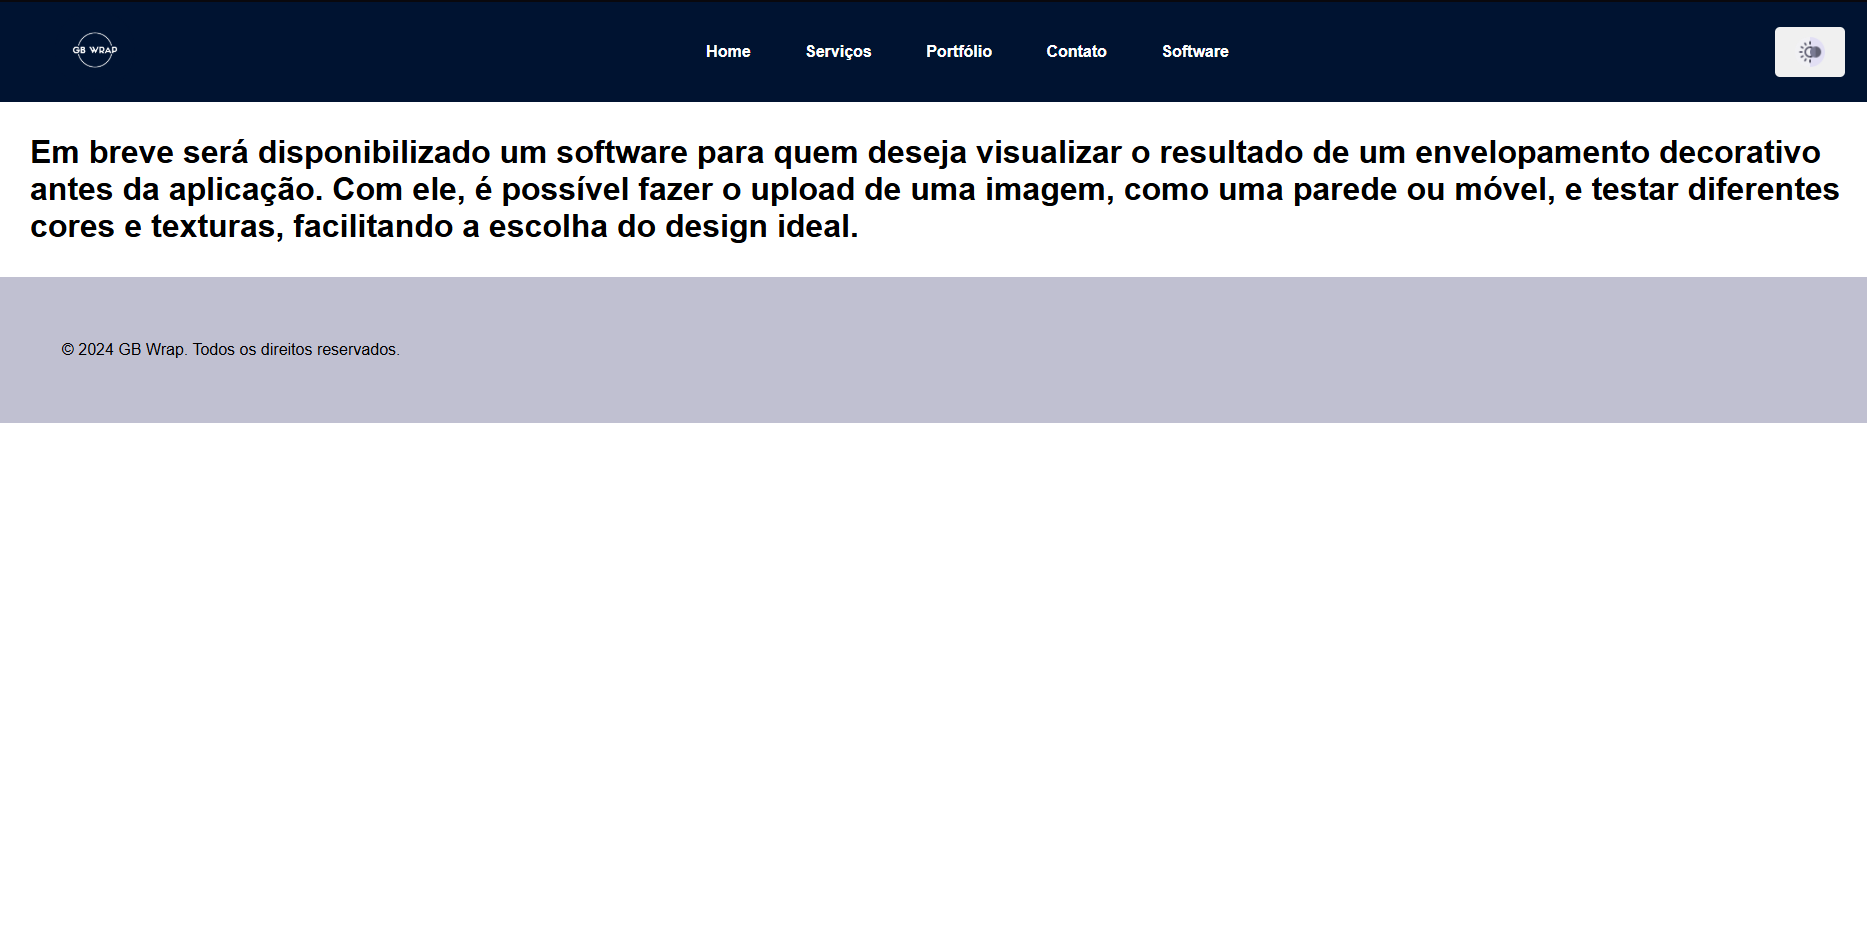 GB WRAP
Home Serviços Portfólio Contato Software
Em breve será disponibilizado um software para quem deseja visualizar o resultado de um envelopamento decorativo
antes da aplicação. Com ele, é possível fazer o upload de uma imagem, como uma parede ou móvel, e testar diferentes
cores e texturas, facilitando a escolha do design ideal.
© 2024 GB Wrap. Todos os direitos reservados.